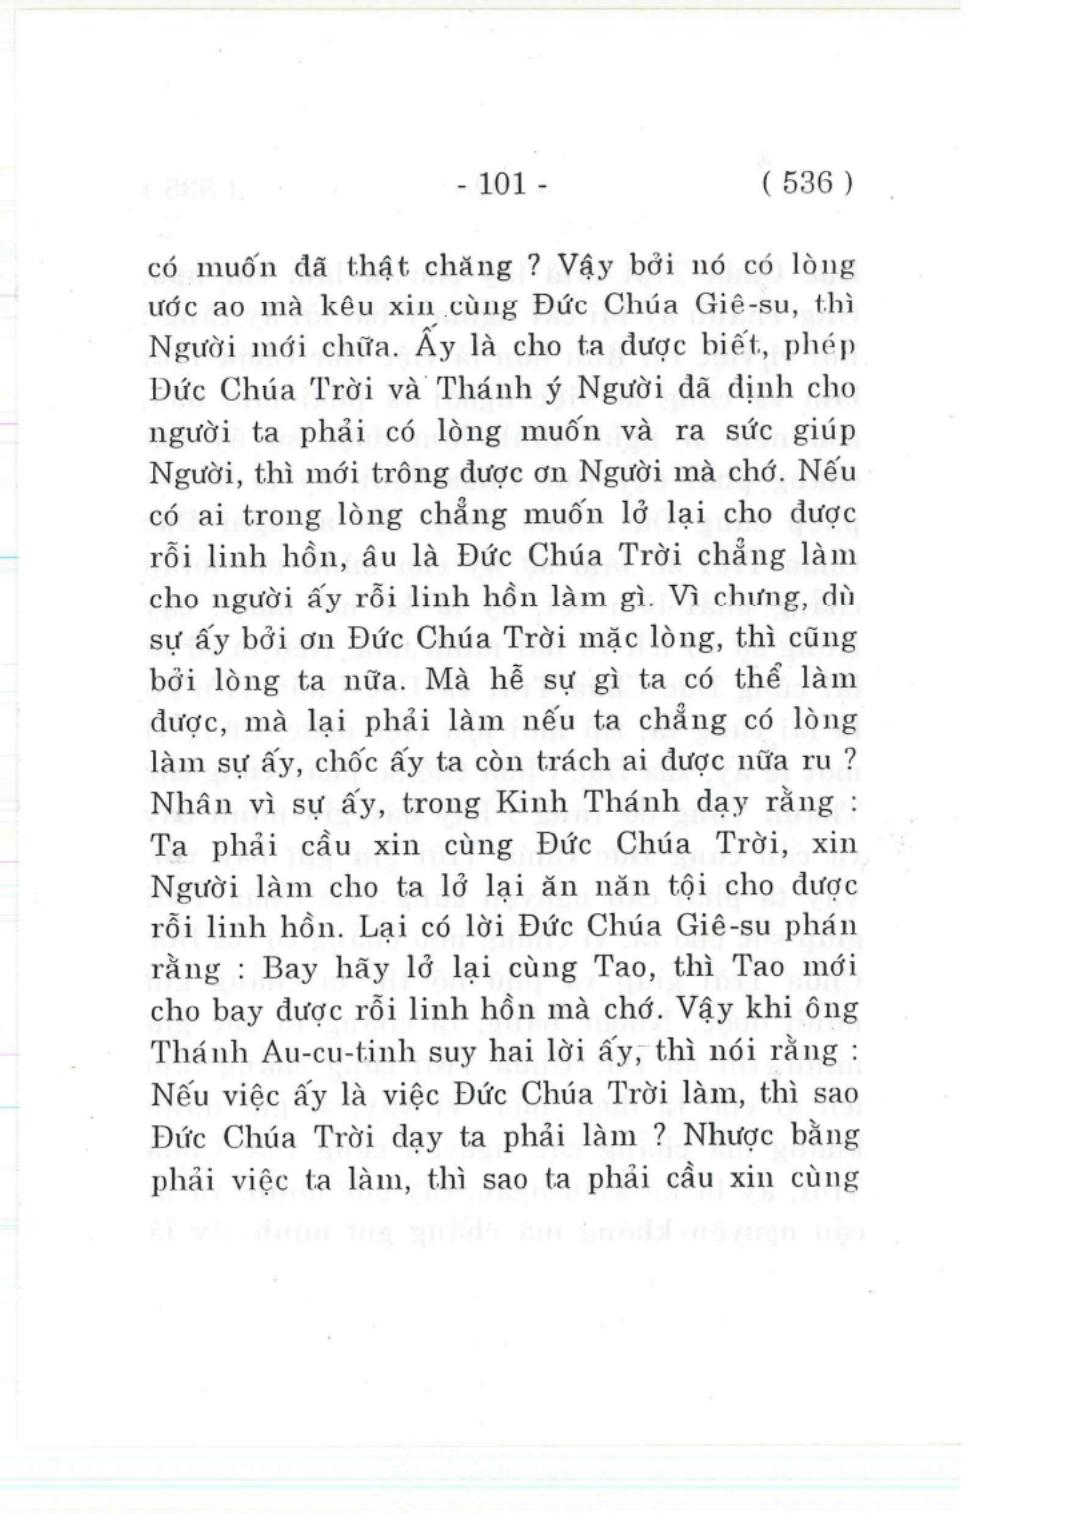 - 101 - ( 536 )
có muốn đã thật chăng ? Vậy bởi nó có lòng
ước ao mà kêu xin cùng Đức Chúa Giê-su, thì
Người mới chữa. Ấy là cho ta được biết, phép
Đức Chúa Trời và Thánh ý Người đã định cho
người ta phải có lòng muốn và ra sức giúp
Người, thì mới trông được ơn Người mà chớ. Nếu
có ai trong lòng chẳng muốn lở lại cho được
rỗi linh hồn, âu là Đức Chúa Trời chẳng làm
cho người ấy rỗi linh hồn làm gì. Vì chưng, dù
sự ấy bởi ơn Đức Chúa Trời mặc lòng, thì cũng
bởi lòng ta nữa. Mà hễ sự gì ta có thể làm
được, mà lại phải làm nếu ta chẳng có lòng
làm sự ấy, chốc ấy ta còn trách ai được nữa ru ?
Nhân vì sự ấy, trong Kinh Thánh dạy rằng :
Ta phải cầu xin cùng Đức Chúa Trời, xin
Người làm cho ta lở lại ăn năn tội cho được
rỗi linh hồn. Lại có lời Đức Chúa Giê-su phán
rằng : Bay hãy lở lại cùng Tao, thì Tao mới
cho bay được rỗi linh hồn mà chớ. Vậy khi ông
Thánh Au-cu-tinh suy hai lời ấy, thì nói rằng :
Nếu việc ấy là việc Đức Chúa Trời làm, thì sao
Đức Chúa Trời dạy ta phải làm ? Nhược bằng
phải việc ta làm, thì sao ta phải cầu xin cùng